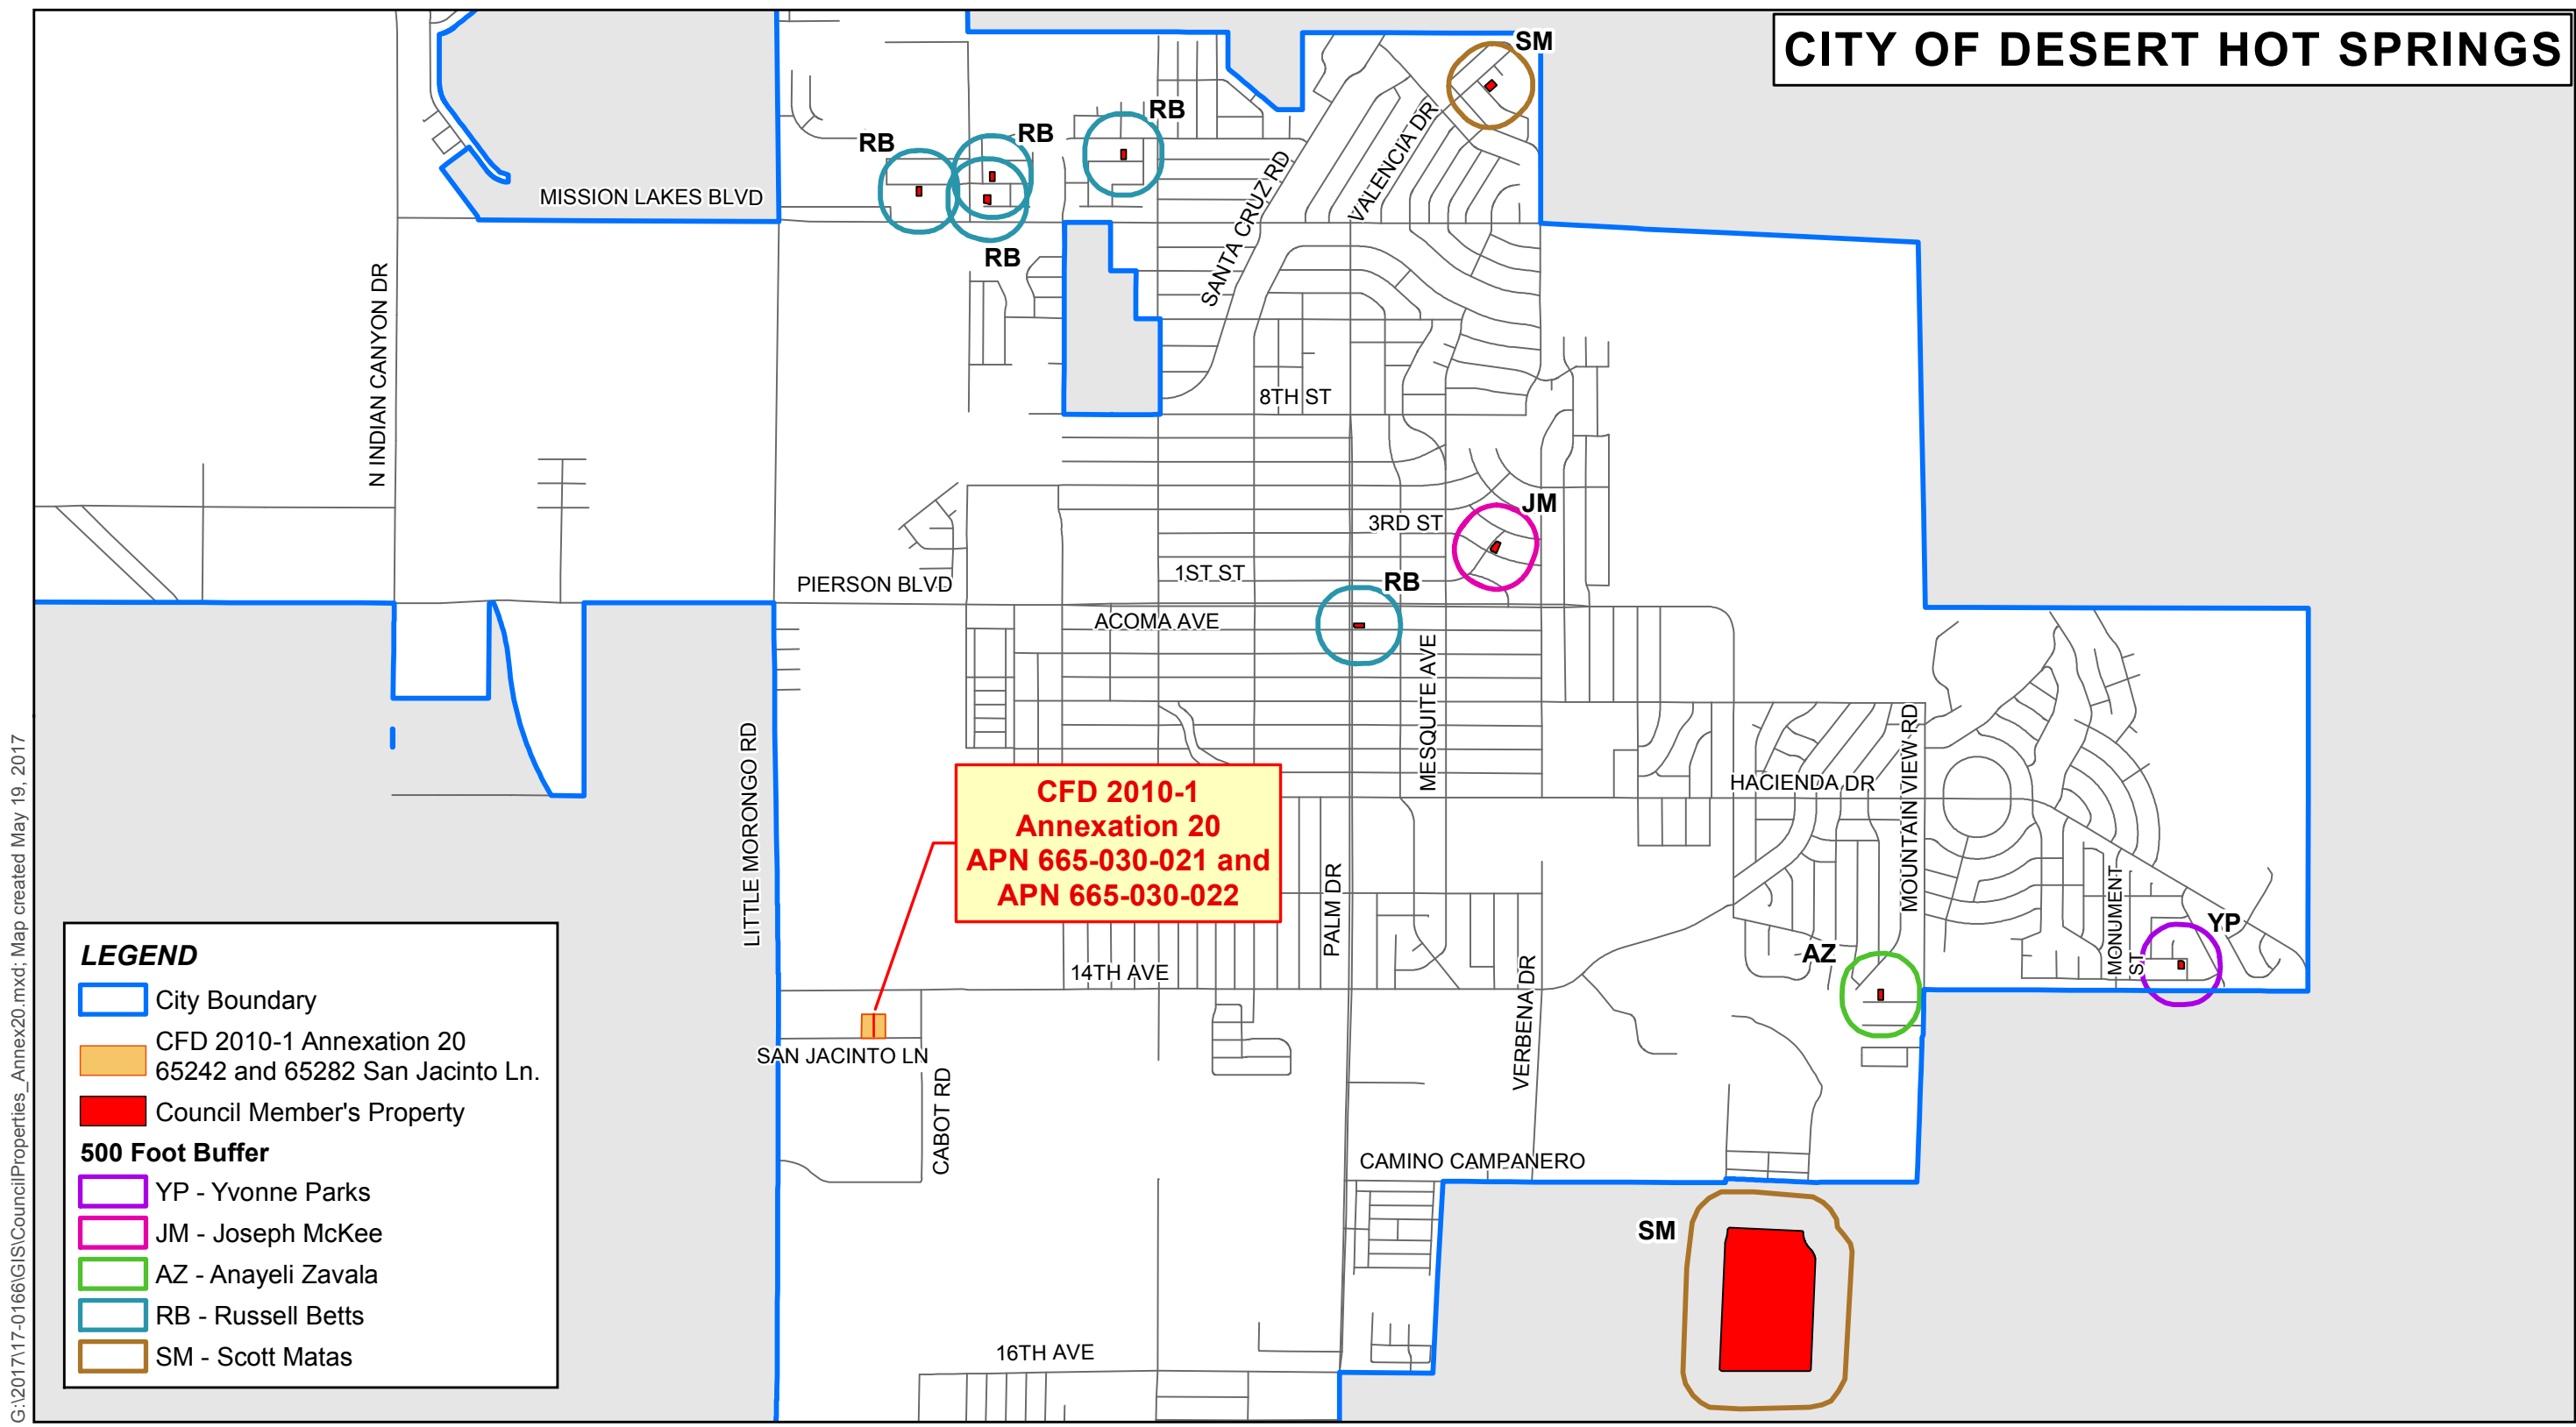 CITY OF DESERT HOT SPRINGS
SM
RB
RB
RB
RB
MISSION LAKES BLVD
SANTA CRUZ RD
VALENCIA DR
N INDIAN CANYON DR
8TH ST
JM
3RD ST
1ST ST
RB
PIERSON BLVD
ACOMA AVE
MESQUITE AVE
LITTLE MORONGO RD
MOUNTAIN VIEW RD
HACIENDA DR
CFD 2010-1
Annexation 20
APN 665-030-021 and
APN 665-030-022
PALM DR
MONUMENT
ST
YP
AZ
14TH AVE
VERBENA DR
SAN JACINTO LN
CABOT RD
CAMINO CAMPANERO
SM
16TH AVE
LEGEND
City Boundary
CFD 2010-1 Annexation 20
65242 and 65282 San Jacinto Ln.
Council Member's Property
500 Foot Buffer
YP - Yvonne Parks
JM - Joseph McKee
AZ - Anayeli Zavala
RB - Russell Betts
SM - Scott Matas
G:\2017\17-0166\GIS\CouncilProperties_Annex20.mxd; Map created May 19, 2017